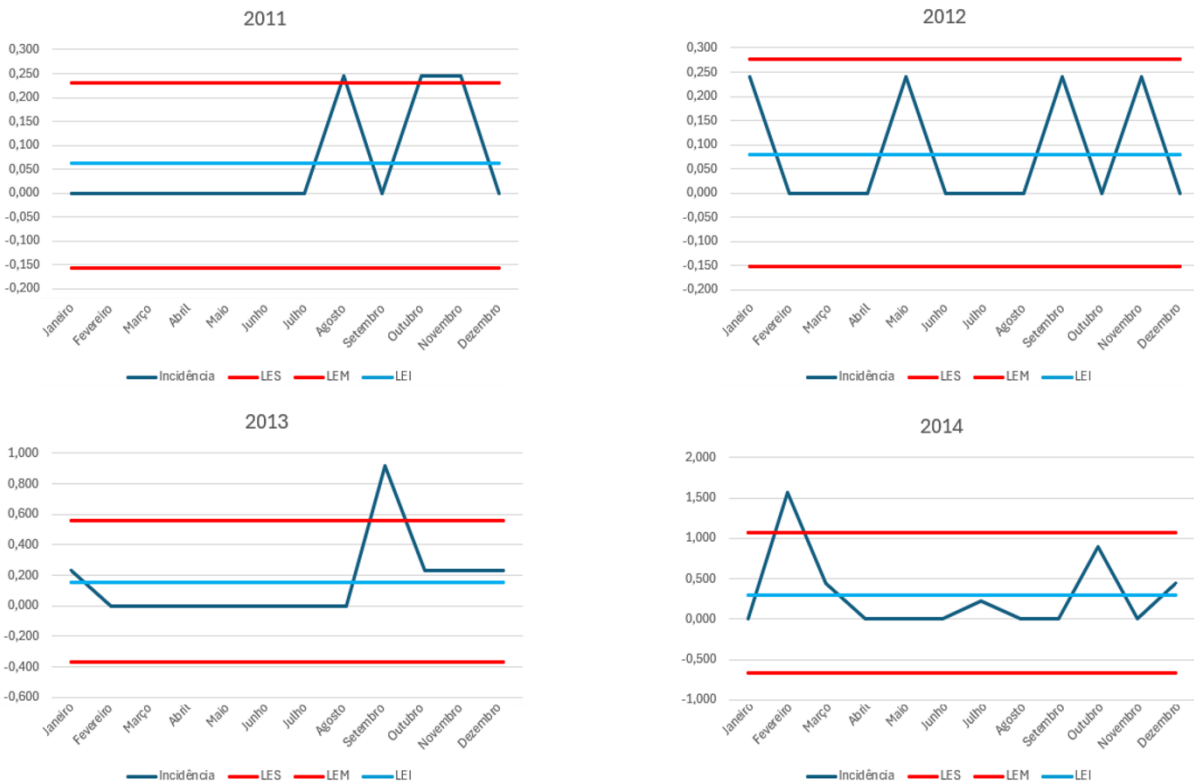 2011
0,300
0,250
0,200
0,150
0,100
0,050
0,000
-0,050
-0,100
-0,150
-0,200
Janeiro
Fevereiro
Março
Abril
Maio
Junho
Julho
Agosto
Setembro
Outubro
Novembro
Dezembro
Incidência LES LEM LEI
2012
0,300
0,250
0,200
0,150
0,100
0,050
0,000
-0,050
-0,100
-0,150
-0,200
Janeiro
Fevereiro
Março
Abril
Maio
Junho
Julho
Agosto
Setembro
Outubro
Novembro
Dezembro
Incidência LES LEM LEI
2013
1,000
0,800
0,600
0,400
0,200
0,000
-0,200
-0,400
-0,600
Janeiro
Fevereiro
Março
Abril
Maio
Junho
Julho
Agosto
Setembro
Outubro
Novembro
Dezembro
Incidência LES LEM LEI
2014
2,000
1,500
1,000
0,500
0,000
-0,500
-1,000
Janeiro
Fevereiro
Março
Abril
Maio
Junho
Julho
Agosto
Setembro
Outubro
Novembro
Dezembro
Incidência LES LEM LEI